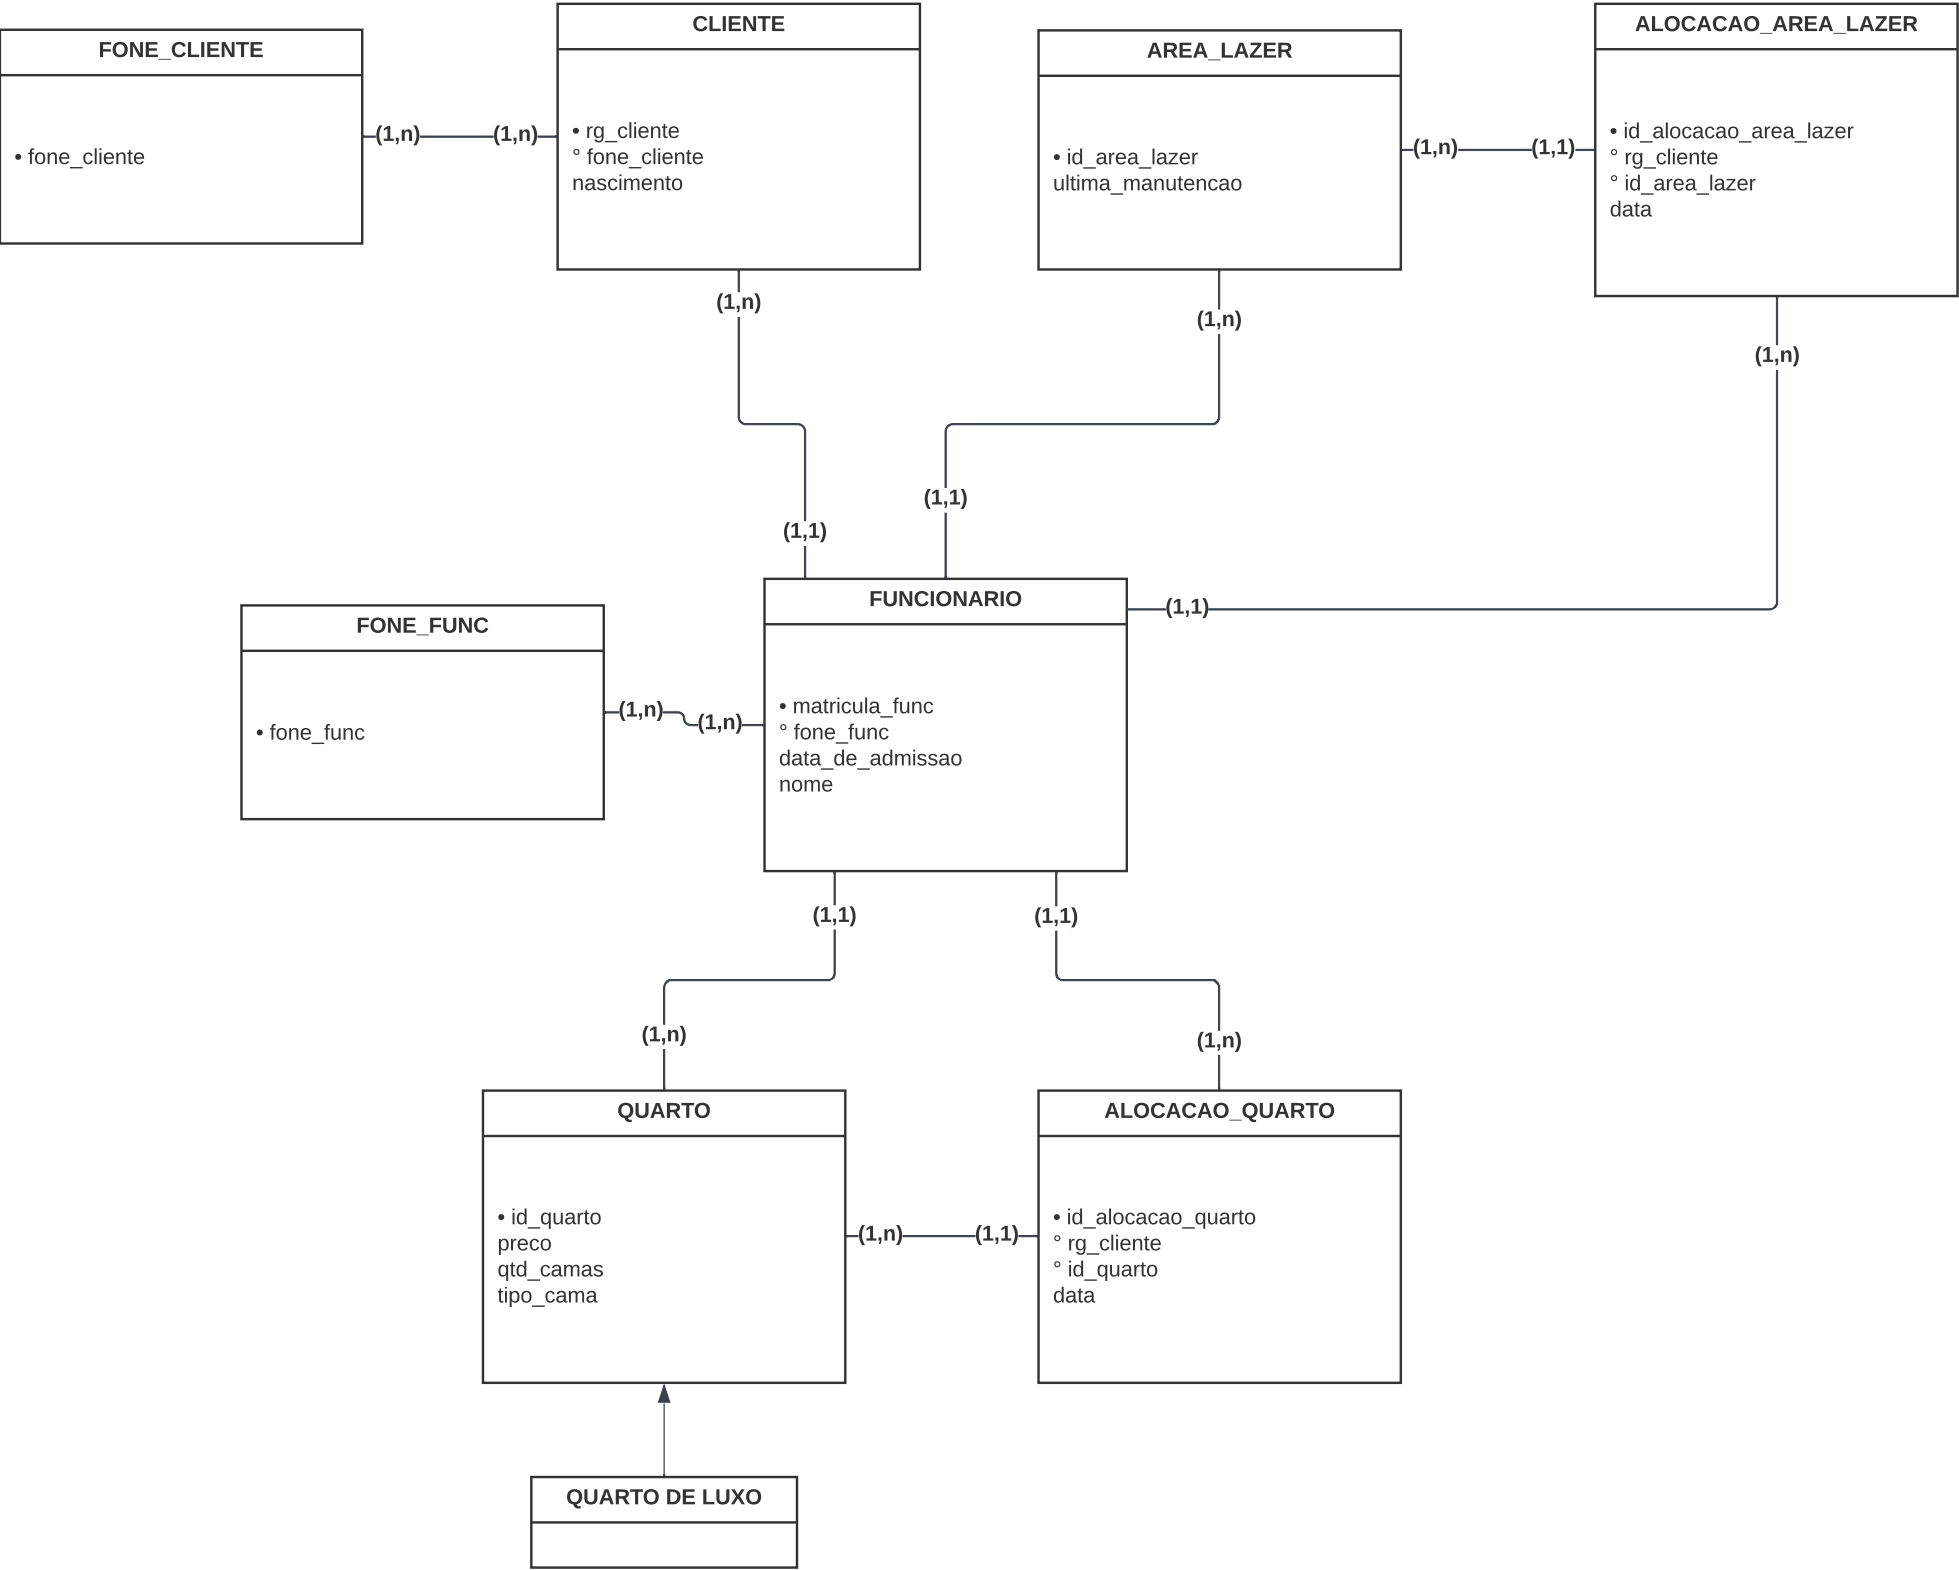 CLIENTE
ALOCACAO_AREA_LAZER
FONE_CLIENTE
AREA_LAZER
• fone_cliente
(1,n)
(1,n)
• rg_cliente
° fone_cliente
nascimento
• id_area_lazer
ultima_manutencao
(1,n)
(1,1)
• id_alocacao_area_lazer
° rg_cliente
° id_area_lazer
data
(1,n)
(1,n)
(1,n)
(1,1)
(1,1)
FUNCIONARIO
(1,1)
FONE_FUNC
• fone_func
(1,n)
(1,n)
• matricula_func
° fone_func
data_de_admissao
nome
(1,1)
(1,1)
(1,n)
(1,n)
QUARTO
ALOCACAO_QUARTO
• id_quarto
preco
qtd_camas
tipo_cama
(1,n)
(1,1)
• id_alocacao_quarto
° rg_cliente
° id_quarto
data
QUARTO DE LUXO